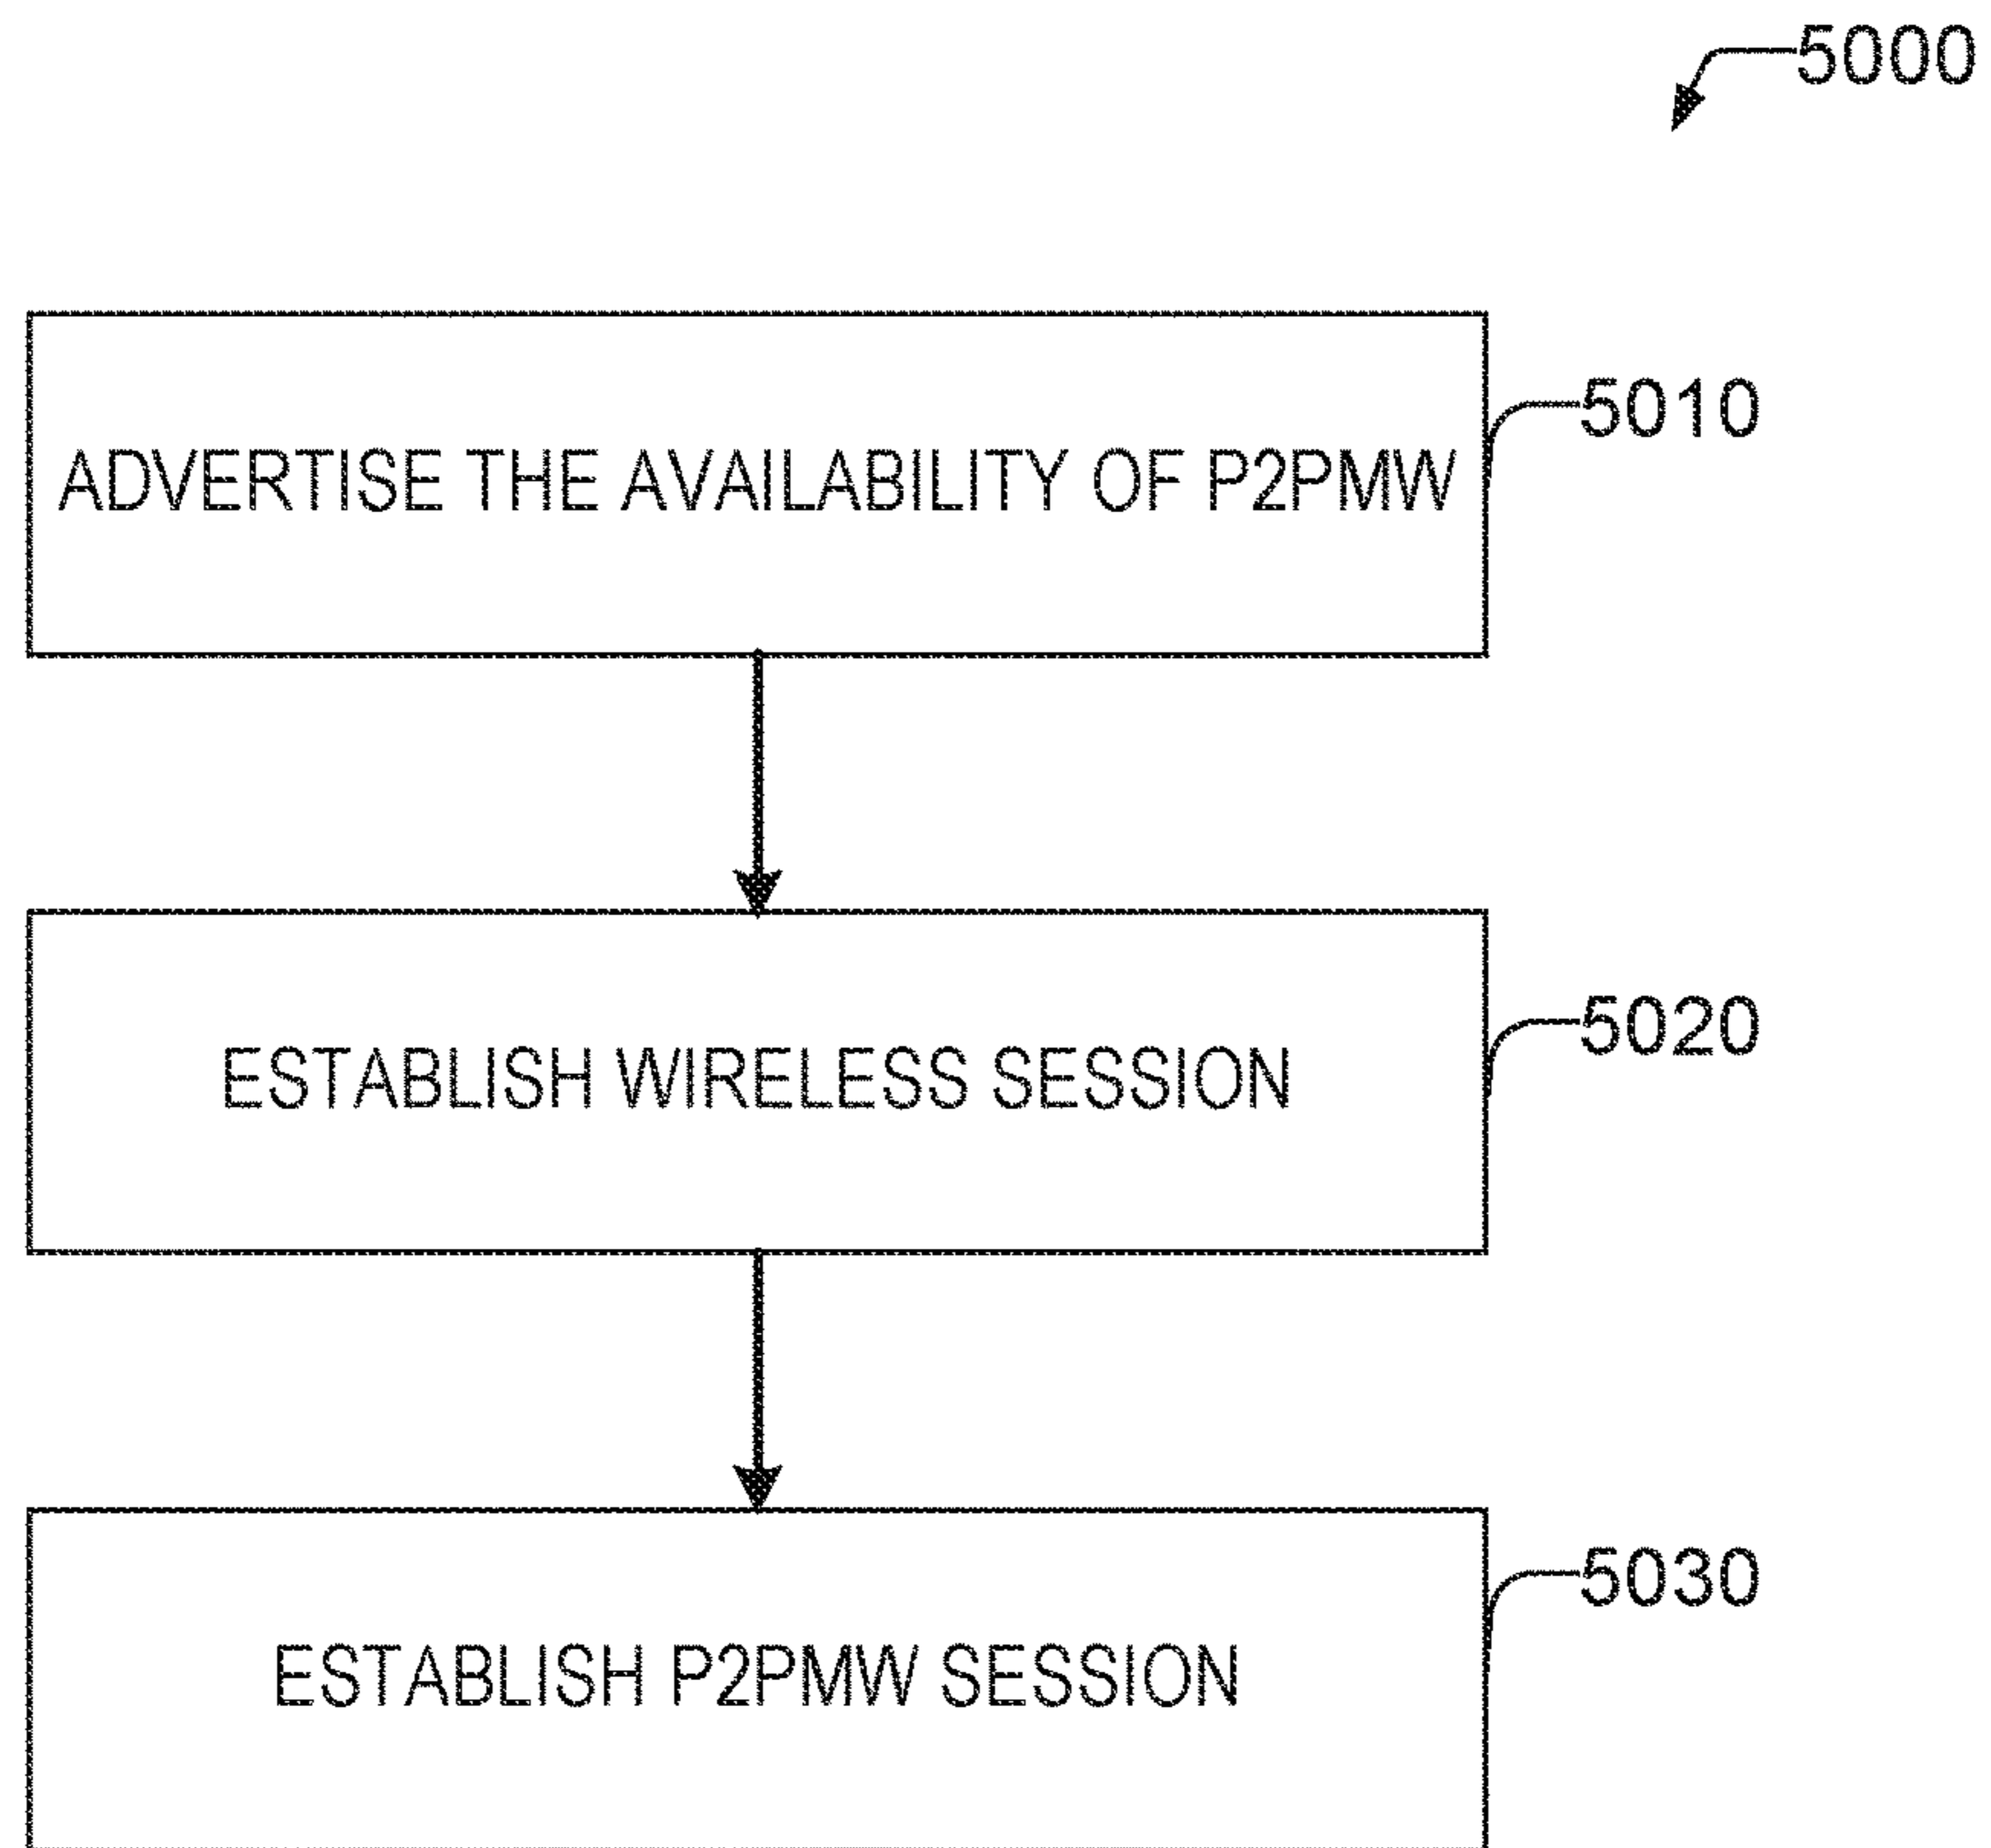 5000
ADVERTISE THE AVAILABILITY OF P2PMW
5010
ESTABLISH WIRELESS SESSION
5020
ESTABLISH P2PMW SESSION
5030